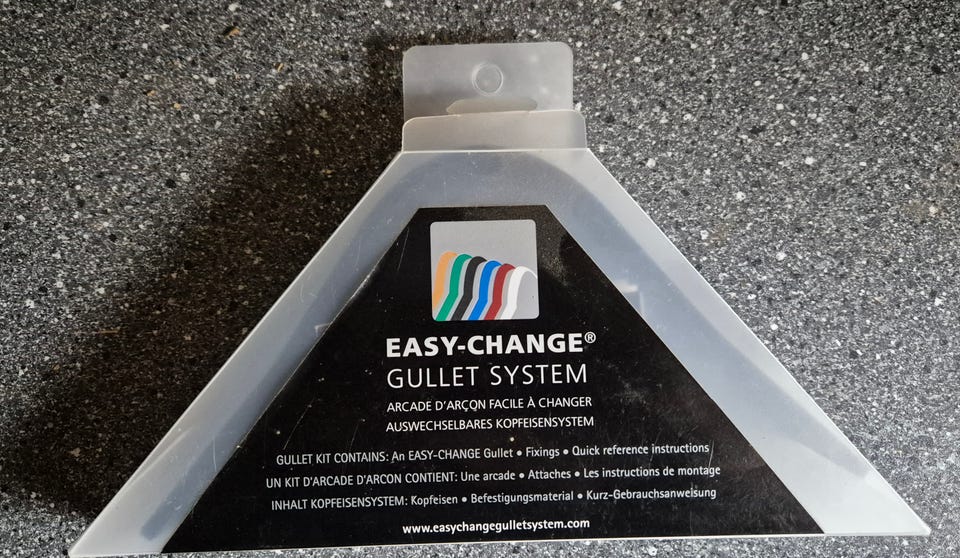 EASY-CHANGE®
GULLET SYSTEM
ARCADE D'ARÇON FACILE À CHANGER
AUSWECHSELBARES KOPFEISENSYSTEM
GULLET KIT CONTAINS: An EASY-CHANGE Gullet • Fixings • Quick reference instructions
UN KIT D'ARCADE D'ARCON CONTIENT: Une arcade • Attaches • Les instructions de montage
INHALT KOPFEISENSYSTEM: Kopfeisen • Befestigungsmaterial • Kurz-Gebrauchsanweisung
www.easychangegulletsystem.com